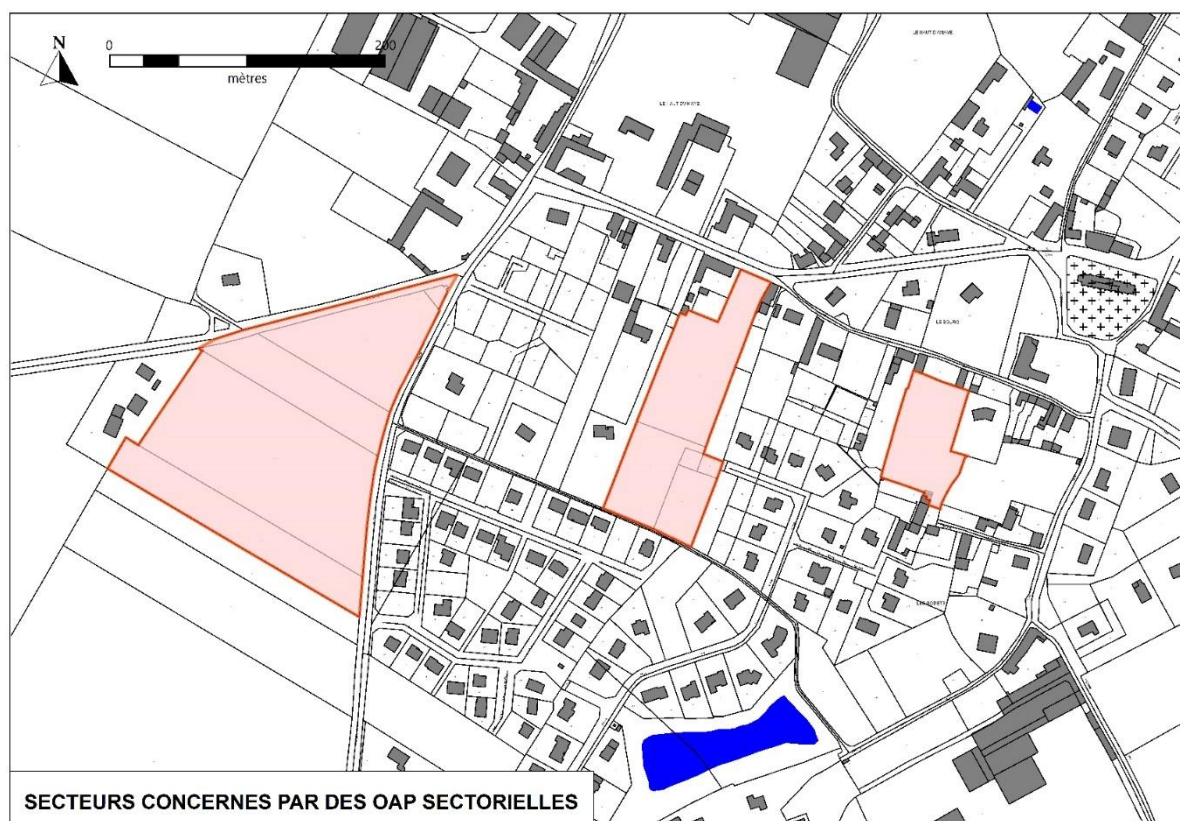 N
0 200
mètres
LE BOURG
SECTEURS CONCERNES PAR DES OAP SECTORIELLES